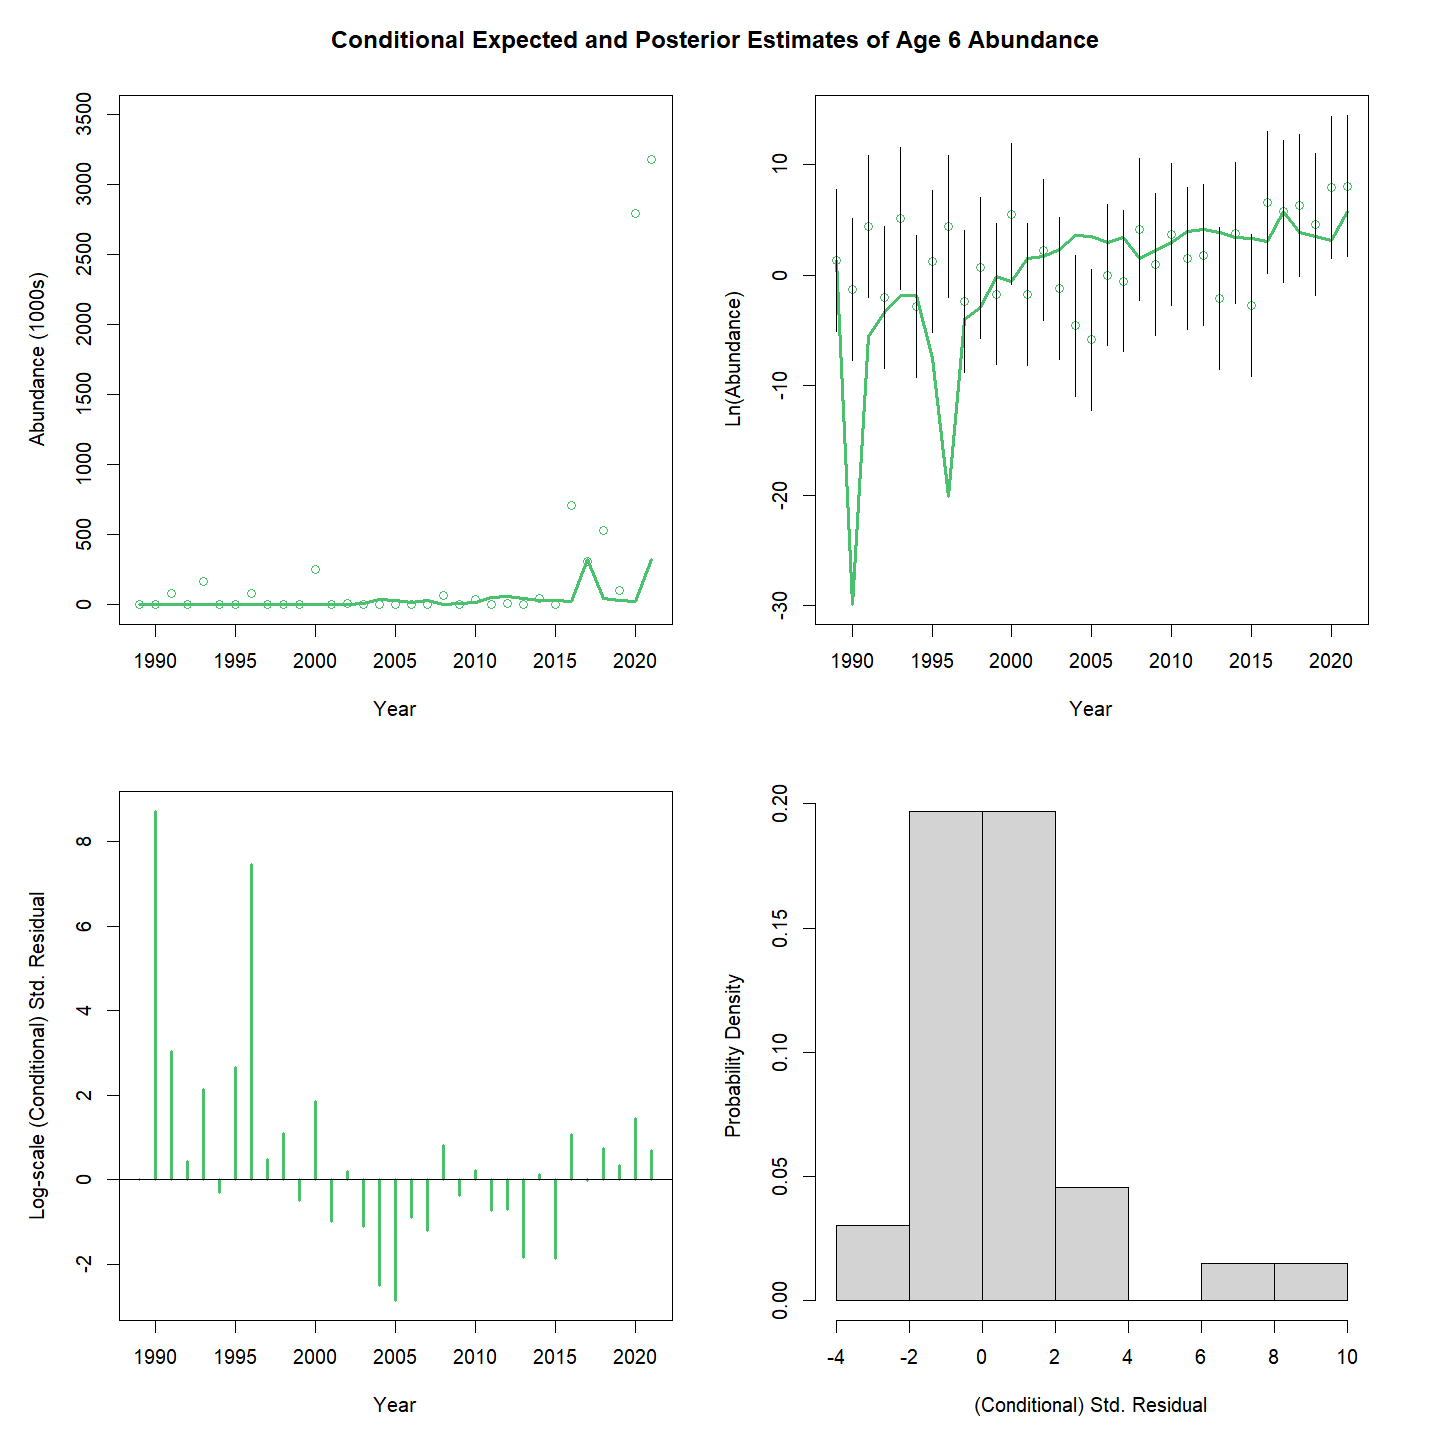 Conditional Expected and Posterior Estimates of Age 6 Abundance
Abundance (1000s)
3500
3000
2500
2000
1500
1000
500
0
1990 1995 2000 2005 2010 2015 2020
Year
Ln(Abundance)
10
0
-10
-20
-30
1990 1995 2000 2005 2010 2015 2020
Year
Log-scale (Conditional) Std. Residual
8
6
4
2
0
-2
1990 1995 2000 2005 2010 2015 2020
Year
Probability Density
0.20
0.15
0.10
0.05
0.00
-4 -2 0 2 4 6 8 10
(Conditional) Std. Residual